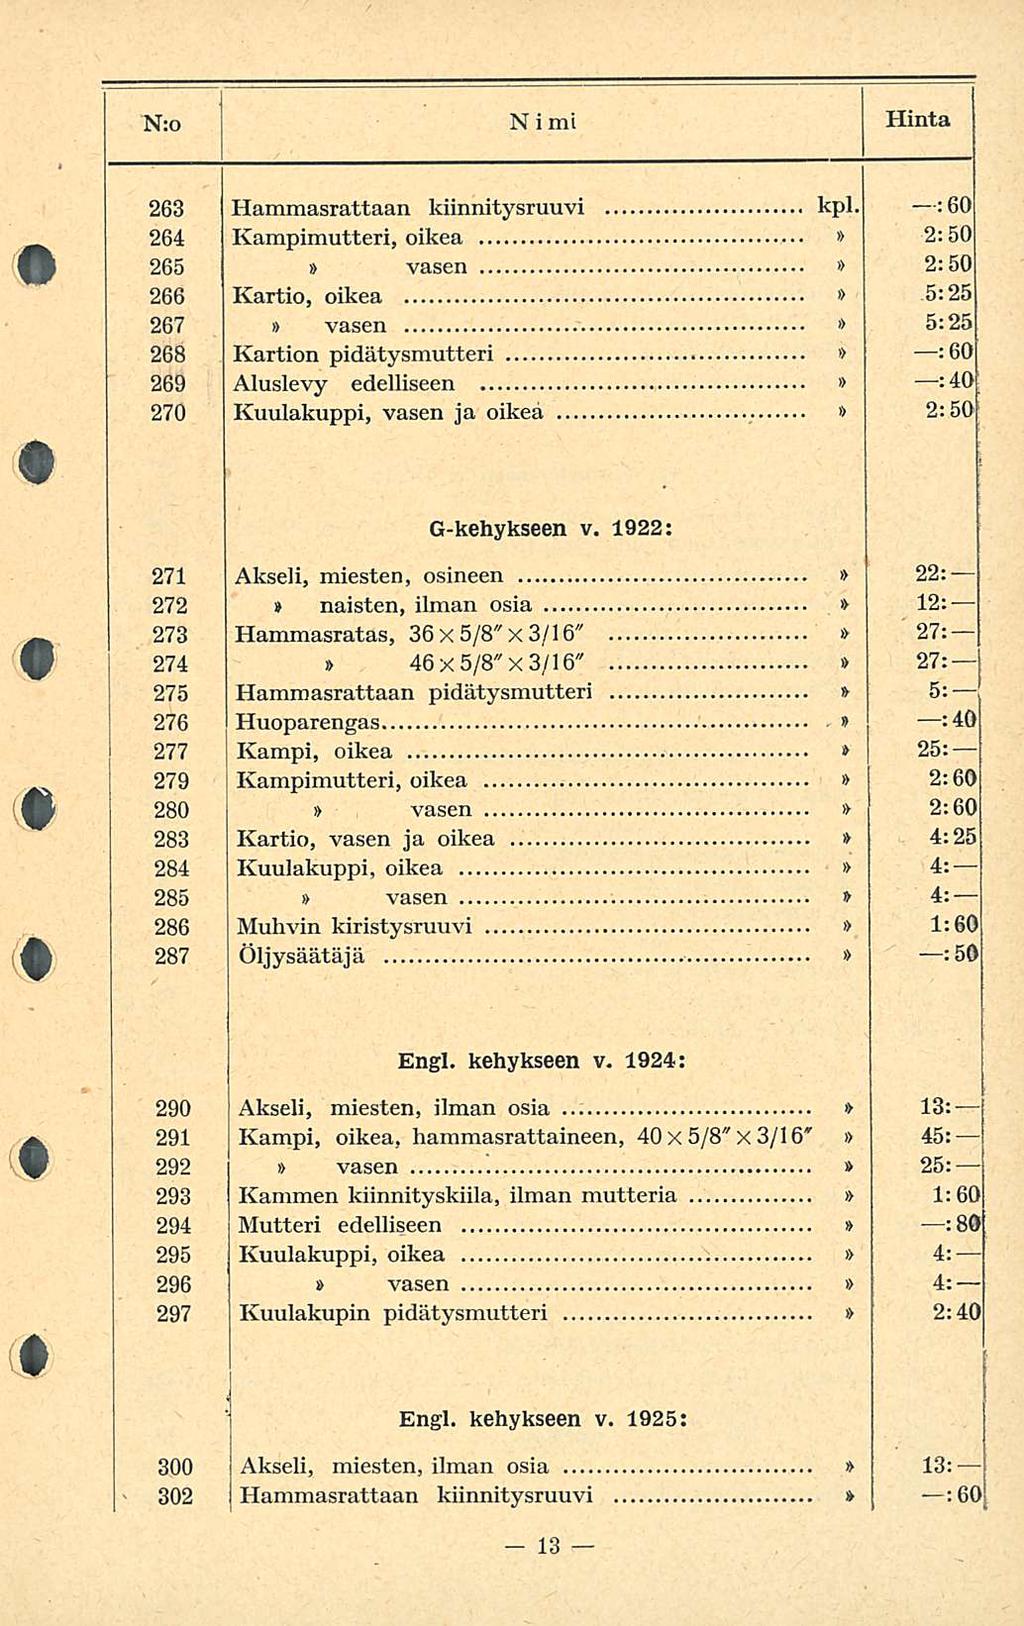 N:o Nimi Hinta
263 Hammasrattaan kiinnitysruuvi ........ kpl. —:60
264 Kampimutteri, oikea ........ » 2:50
265 » vasen ........ » 2:50
266 Kartio, oikea ........ » 5:25
267 » vasen ........ » 5:25
268 Kartion pidätysmutteri ........ » —:60
269 Aluslevy edelliseen ........ » —:40
270 Kuulakuppi, vasen ja oikea ........ » 2:50
G-kehykseen v. 1922:
271 Akseli, miesten, osineen ........ » 22:—
272 » naisten, ilman osia ........ » 12:—
273 Hammasratas, 36 × 5/8" × 3/16" ........ » 27:—
274 » 46 × 5/8" × 3/16" ........ » 27:—
275 Hammasrattaan pidätysmutteri ........ » 5:—
276 Huoparengas ........ » —:40
277 Kampi, oikea ........ » 25:—
279 Kampimutteri, oikea ........ » 2:60
280 » vasen ........ » 2:60
283 Kartio, vasen ja oikea ........ » 4:25
284 Kuulakuppi, oikea ........ » 4:—
285 » vasen ........ » 4:—
286 Muhvin kiristysruuvi ........ » 1:60
287 Öljysäätäjä ........ » —:50
Engl. kehykseen v. 1924:
290 Akseli, miesten, ilman osia ........ » 13:—
291 Kampi, oikea, hammasrattaineen, 40 × 5/8" × 3/16" » 45:—
292 » vasen ........ » 25:—
293 Kammen kiinnityskiila, ilman mutteria ........ » 1:60
294 Mutteri edelliseen ........ » —:80
295 Kuulakuppi, oikea ........ » 4:—
296 » vasen ........ » 4:—
297 Kuulakupin pidätysmutteri ........ » 2:40
Engl. kehykseen v. 1925:
300 Akseli, miesten, ilman osia ........ » 13:—
302 Hammasrattaan kiinnitysruuvi ........ » —:60
— 13 —